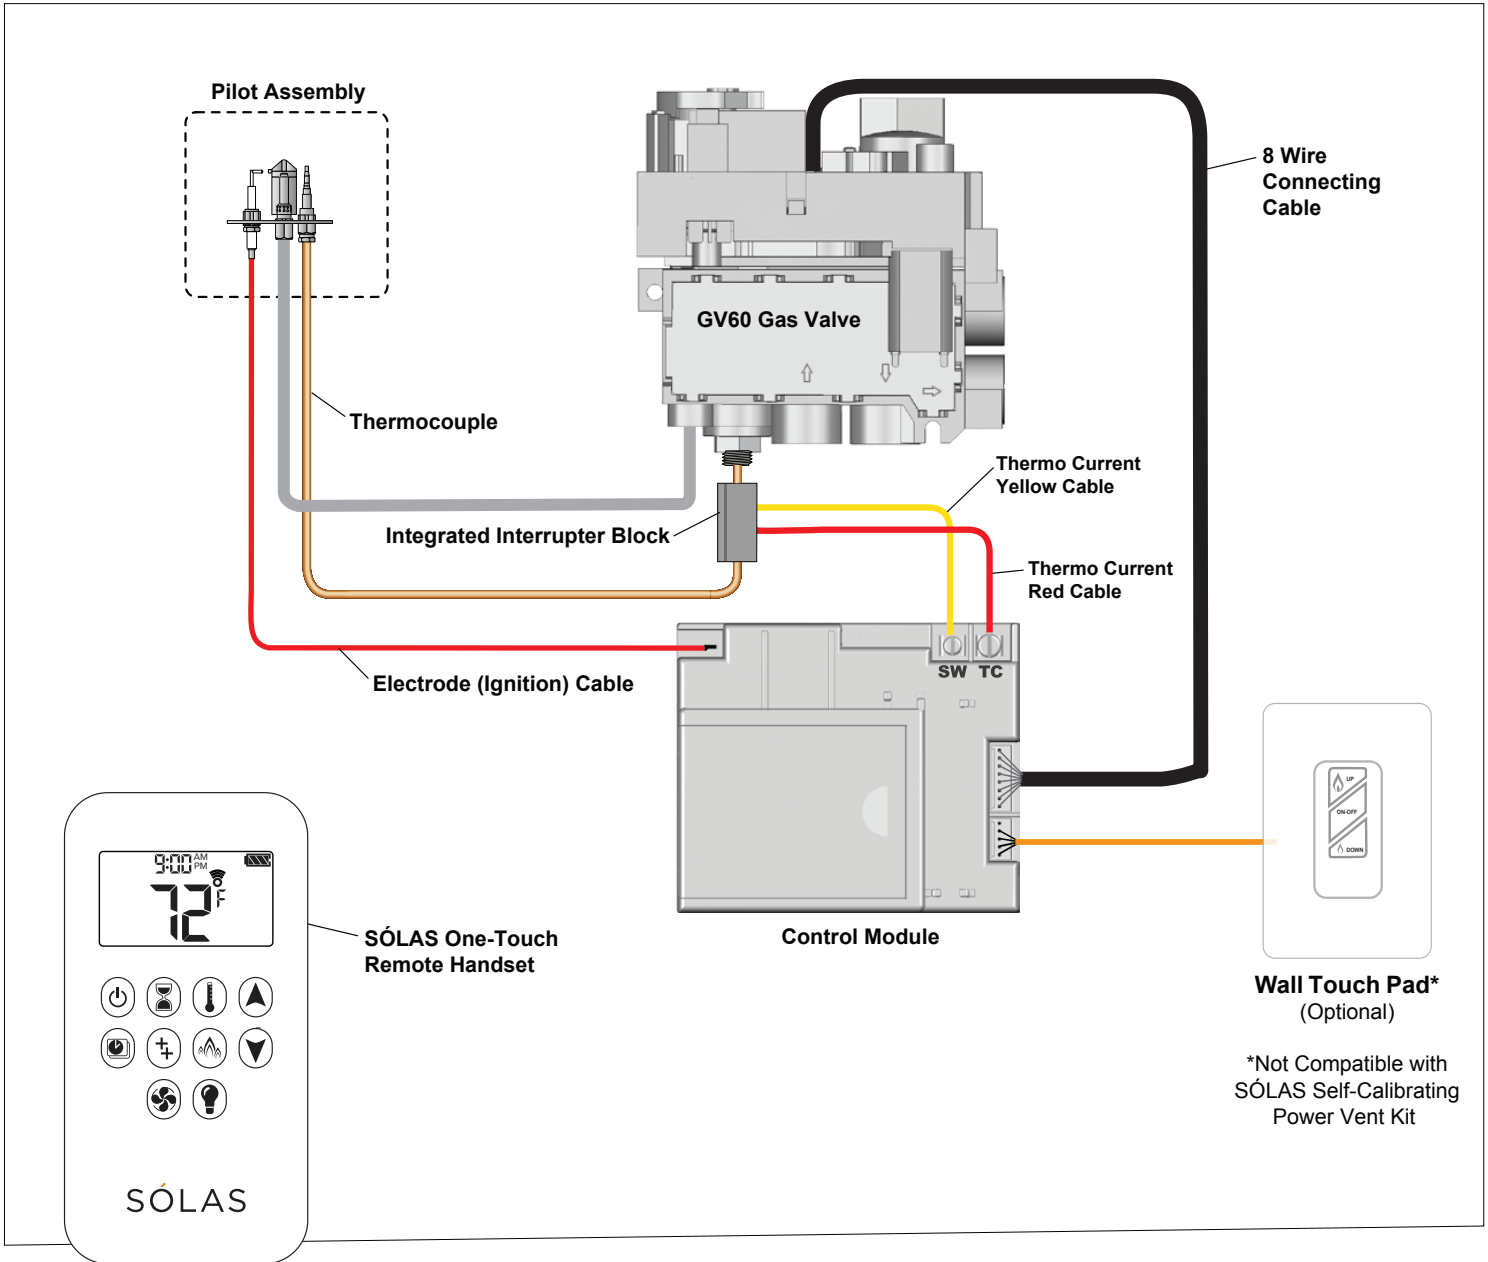 Pilot Assembly
8 Wire
Connecting
Cable
GV60 Gas Valve
Thermocouple
Thermo Current
Yellow Cable
Integrated Interrupter Block
Thermo Current
Red Cable
SW TC
Electrode (Ignition) Cable
UP
ON-OFF
DOWN
9:00 AM
PM
72 F
SÓLAS One-Touch
Remote Handset
Control Module
Wall Touch Pad*
(Optional)
*Not Compatible with
SÓLAS Self-Calibrating
Power Vent Kit
SÓLAS